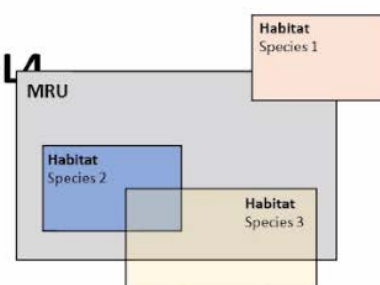 Habitat
Species 1
L4
MRU
Habitat
Species 2
Habitat
Species 3